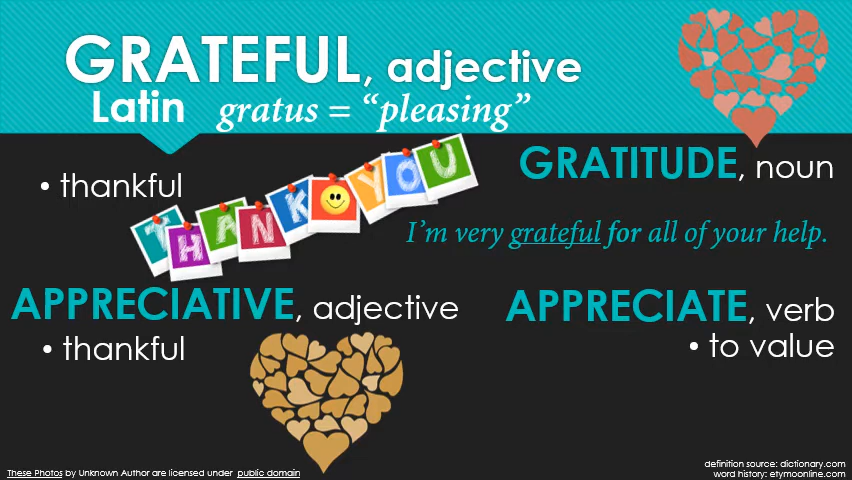 GRATEFUL, adjective
Latin gratus = “pleasing”
• thankful
THANK YOU
GRATITUDE, noun
I’m very grateful for all of your help.
APPRECIATIVE, adjective
• thankful
APPRECIATE, verb
• to value
These Photos by Unknown Author are licensed under public domain
definition source: dictionary.com
word history: etymoonline.com